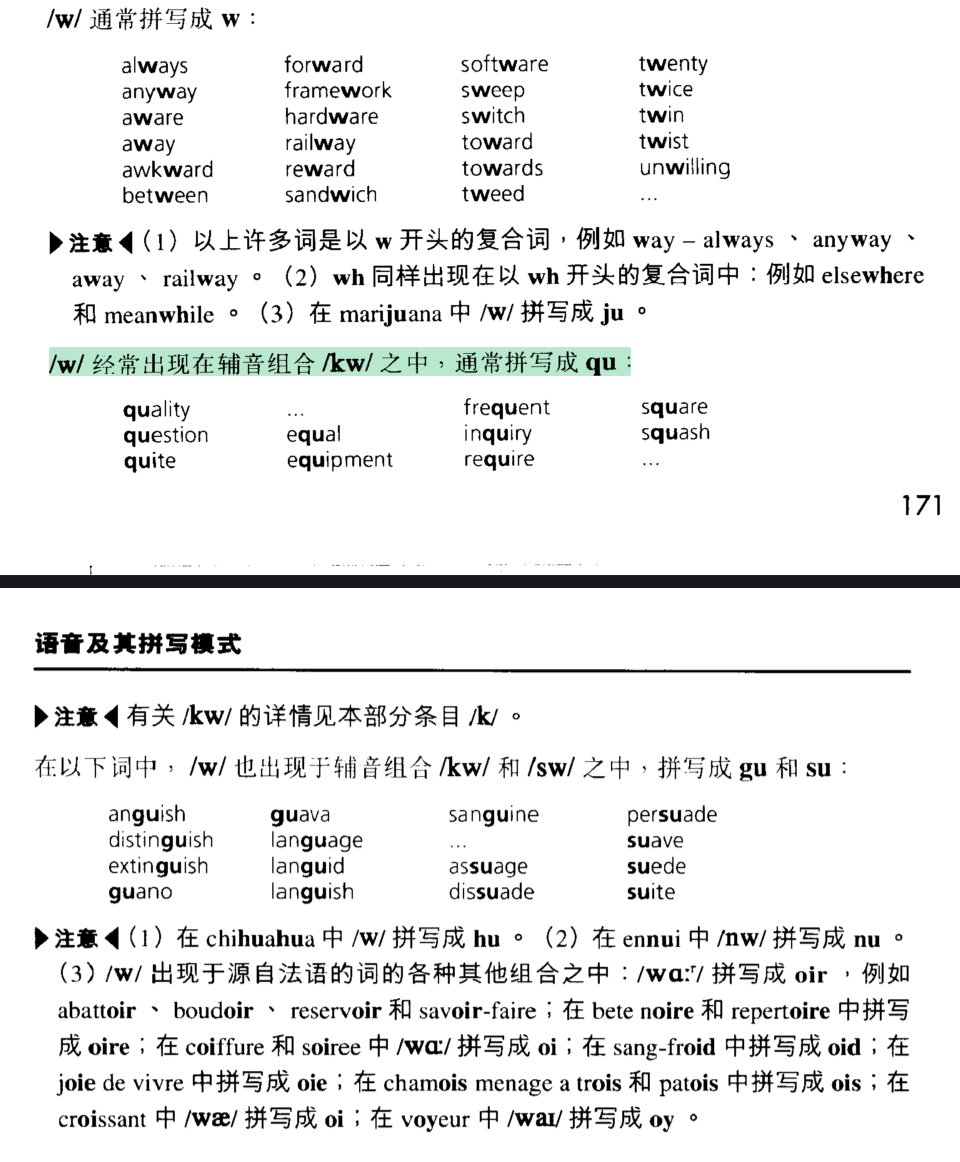 /w/ 通常拼写成 w：
always forward software twenty
anyway framework sweep twice
aware hardware switch twin
away railway toward twist
awkward reward towards unwilling
between sandwich tweed ...
▶注意◀（1）以上许多词是以 w 开头的复合词，例如 way – always 、 anyway 、
away 、 railway 。（2）wh 同样出现在以 wh 开头的复合词中：例如 elsewhere
和 meanwhile 。（3）在 marijuana 中 /w/ 拼写成 ju 。
/w/ 经常出现在辅音组合 /kw/ 之中，通常拼写成 qu：
quality ... frequent square
question equal inquiry squash
quite equipment require ...
171
语音及其拼写模式
▶注意◀有关 /kw/ 的详情见本部分条目 /k/ 。
在以下词中， /w/ 也出现于辅音组合 /kw/ 和 /sw/ 之中，拼写成 gu 和 su：
anguish guava sanguine persuade
distinguish language ... suave
extinguish languid assuage suede
guano languish dissuade suite
▶注意◀（1）在 chihuahua 中 /w/ 拼写成 hu 。（2）在 ennui 中 /nw/ 拼写成 nu 。
（3）/w/ 出现于源自法语的词的各种其他组合之中：/wɑ:ʳ/ 拼写成 oir ，例如
abattoir 、 boudoir 、 reservoir 和 savoir-faire；在 bete noire 和 repertoire 中拼写
成 oire；在 coiffure 和 soiree 中 /wɑ:/ 拼写成 oi；在 sang-froid 中拼写成 oid；在
joie de vivre 中拼写成 oie；在 chamois menage a trois 和 patois 中拼写成 ois；在
croissant 中 /wæ/ 拼写成 oi；在 voyeur 中 /waɪ/ 拼写成 oy 。